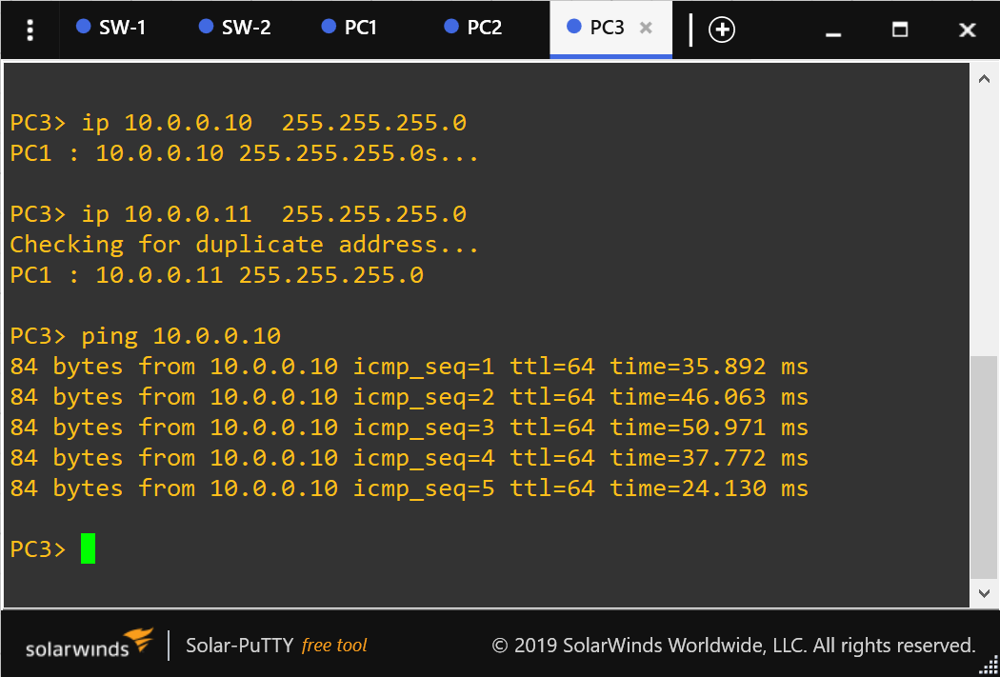 SW-1 SW-2 PC1 PC2 PC3
PC3> ip 10.0.0.10  255.255.255.0
PC1 : 10.0.0.10 255.255.255.0s...
PC3> ip 10.0.0.11  255.255.255.0
Checking for duplicate address...
PC1 : 10.0.0.11 255.255.255.0
PC3> ping 10.0.0.10
84 bytes from 10.0.0.10 icmp_seq=1 ttl=64 time=35.892 ms
84 bytes from 10.0.0.10 icmp_seq=2 ttl=64 time=46.063 ms
84 bytes from 10.0.0.10 icmp_seq=3 ttl=64 time=50.971 ms
84 bytes from 10.0.0.10 icmp_seq=4 ttl=64 time=37.772 ms
84 bytes from 10.0.0.10 icmp_seq=5 ttl=64 time=24.130 ms
PC3>
solarwinds | Solar-PuTTY free tool © 2019 SolarWinds Worldwide, LLC. All rights reserved.